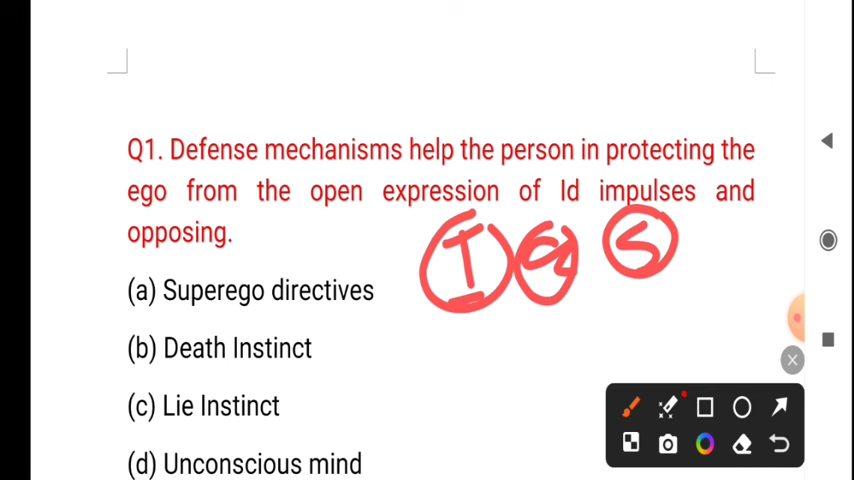 Q1. Defense mechanisms help the person in protecting the
ego from the open expression of Id impulses and
opposing.
I Eg S
(a) Superego directives
(b) Death Instinct
(c) Lie Instinct
(d) Unconscious mind